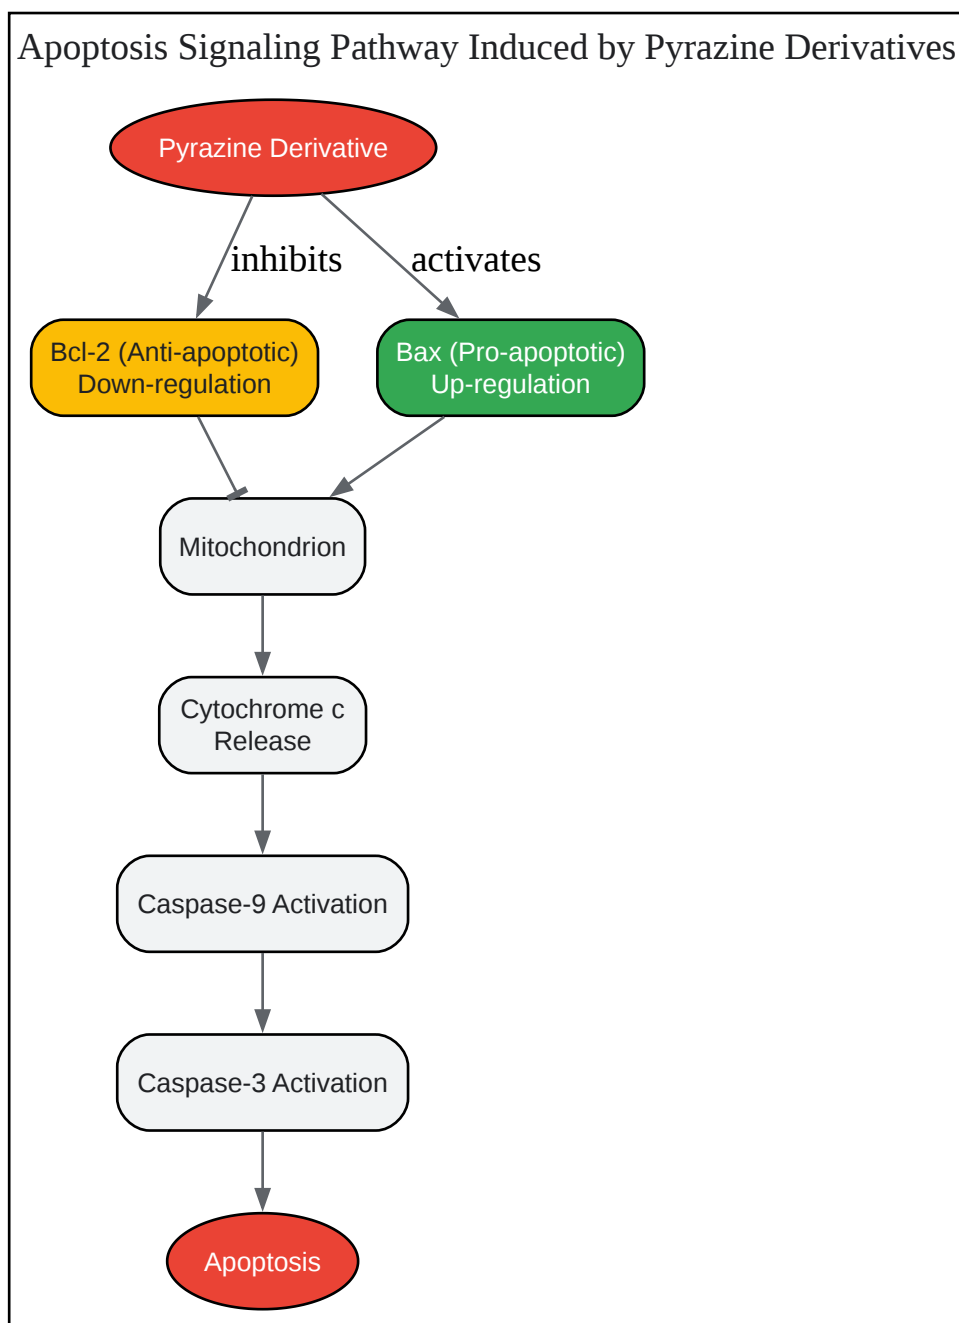 Apoptosis Signaling Pathway Induced by Pyrazine Derivatives
Pyrazine Derivative
inhibits
activates
Bcl-2 (Anti-apoptotic)
Down-regulation
Bax (Pro-apoptotic)
Up-regulation
Mitochondrion
Cytochrome c
Release
Caspase-9 Activation
Caspase-3 Activation
Apoptosis